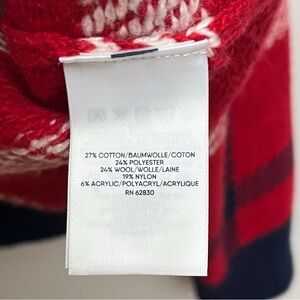 27% COTTON/BAUMWOLLE/COTON
24% POLYESTER
24% WOOL/WOLLE/LAINE
19% NYLON
6% ACRYLIC/POLYACRYL/ACRYLIQUE
RN 62830